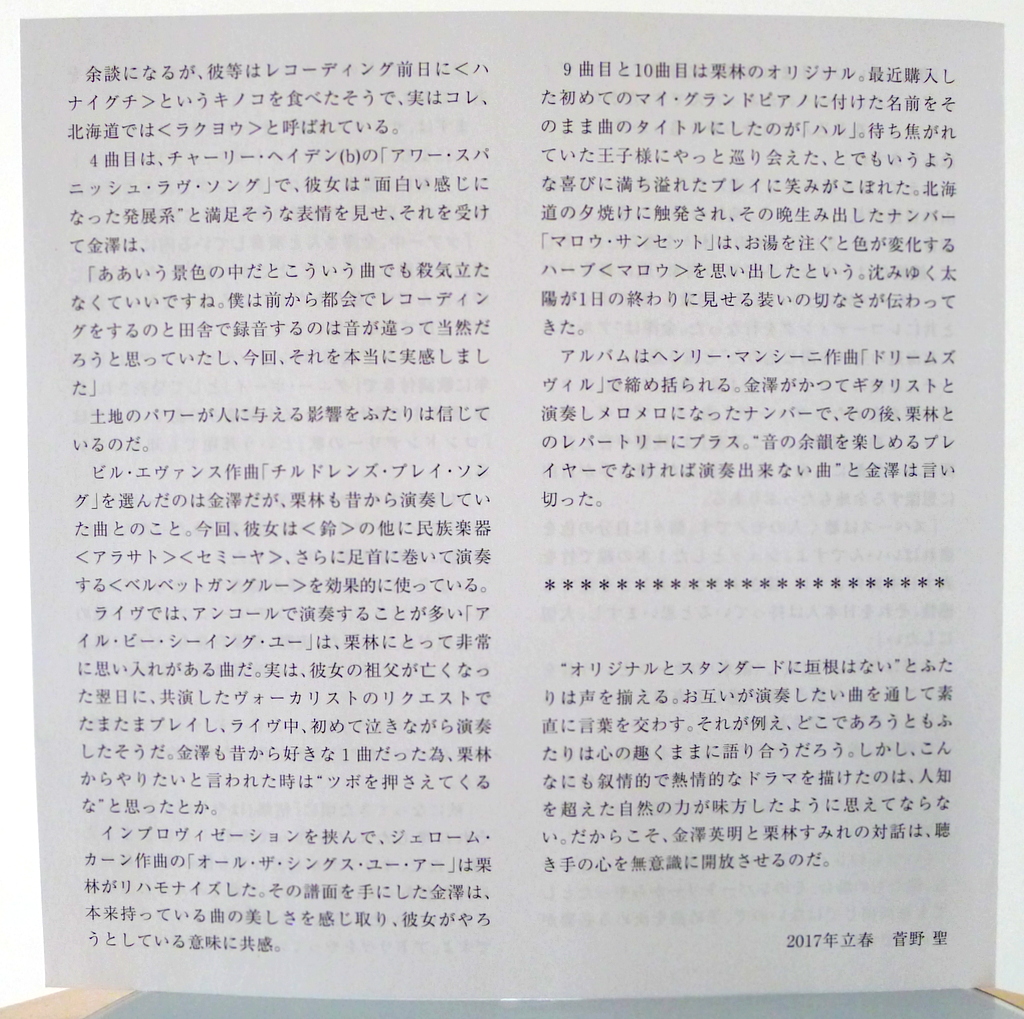 余談になるが、彼等はレコーディング前日に＜ハ
ナイグチ＞というキノコを食べたそうで、実はコレ、
北海道では＜ラクヨウ＞と呼ばれている。
4曲目は、チャーリー・ヘイデン(b)の「アワー・スパ
ニッシュ・ラヴ・ソング」で、彼女は“面白い感じに
なった発展系”と満足そうな表情を見せ、それを受け
て金澤は、
「ああいう景色の中だとこういう曲でも殺気立た
なくていいですね。僕は前から都会でレコーディン
グをするのと田舎で録音するのは音が違って当然だ
ろうと思っていたし、今回、それを本当に実感しまし
た」
土地のパワーが人に与える影響をふたりは信じて
いるのだ。
ビル・エヴァンス作曲「チルドレンズ・プレイ・ソン
グ」を選んだのは金澤だが、栗林も昔から演奏してい
た曲とのこと。今回、彼女は＜鈴＞の他に民族楽器
＜アラサト＞＜セミーヤ＞、さらに足首に巻いて演奏
する＜ベルベットガングルー＞を効果的に使っている。
ライヴでは、アンコールで演奏することが多い「ア
イル・ビー・シーイング・ユー」は、栗林にとって非常
に思い入れがある曲だ。実は、彼女の祖父が亡くなっ
た翌日に、共演したヴォーカリストのリクエストで
たまたまプレイし、ライヴ中、初めて泣きながら演奏
したそうだ。金澤も昔から好きな1曲だった為、栗林
からやりたいと言われた時は“ツボを押さえてくる
な”と思ったとか。
インプロヴィゼーションを挟んで、ジェローム・
カーン作曲の「オール・ザ・シングス・ユー・アー」は栗
林がリハモナイズした。その譜面を手にした金澤は、
本来持っている曲の美しさを感じ取り、彼女がやろ
うとしている意味に共感。
9曲目と10曲目は栗林のオリジナル。最近購入し
た初めてのマイ・グランドピアノに付けた名前をそ
のまま曲のタイトルにしたのが「ハル」。待ち焦がれ
ていた王子様にやっと巡り会えた、とでもいうよう
な喜びに満ち溢れたプレイに笑みがこぼれた。北海
道の夕焼けに触発され、その晩生み出したナンバー
「マロウ・サンセット」は、お湯を注ぐと色が変化する
ハーブ＜マロウ＞を思い出したという。沈みゆく太
陽が1日の終わりに見せる装いの切なさが伝わって
きた。
アルバムはヘンリー・マンシーニ作曲「ドリームズ
ヴィル」で締め括られる。金澤がかつてギタリストと
演奏しメロメロになったナンバーで、その後、栗林と
のレパートリーにプラス。“音の余韻を楽しめるプレ
イヤーでなければ演奏出来ない曲”と金澤は言い
切った。
＊＊＊＊＊＊＊＊＊＊＊＊＊＊＊＊＊＊＊＊＊＊＊
“オリジナルとスタンダードに垣根はない”とふた
りは声を揃える。お互いが演奏したい曲を通して素
直に言葉を交わす。それが例え、どこであろうともふ
たりは心の趣くままに語り合うだろう。しかし、こん
なにも叙情的で熱情的なドラマを描けたのは、人知
を超えた自然の力が味方したように思えてならな
い。だからこそ、金澤英明と栗林すみれの対話は、聴
き手の心を無意識に開放させるのだ。
2017年立春　菅野 聖